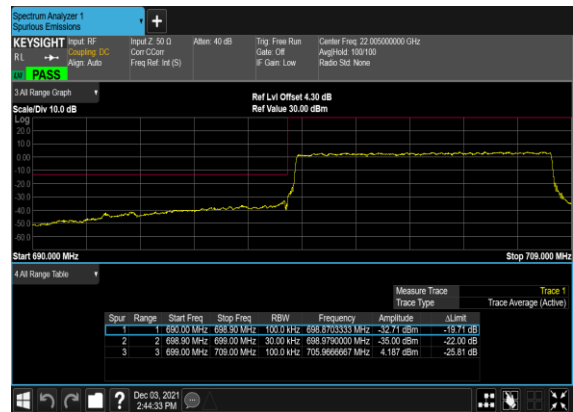 Spectrum Analyzer 1
Spurious Emissions
KEYSIGHT Input: RF Input Z: 50 Ω Atten: 40 dB Trig: Free Run Center Freq: 22.005000000 GHz
RL Coupling: DC Corr CCorr Gate: Off Avg|Hold: 100/100
Align: Auto Freq Ref: Int (S) IF Gain: Low Radio Std: None
LW PASS
3 All Range Graph
Ref Lvl Offset 4.30 dB
Scale/Div 10.0 dB Ref Value 30.00 dBm
Log
20.0
10.0
0.00
-10.0
-20.0
-30.0
-40.0
-50.0
-60.0
Start 690.000 MHz Stop 709.000 MHz
4 All Range Table
Measure Trace Trace 1
Trace Type Trace Average (Active)
Spur Range Start Freq Stop Freq RBW Frequency Amplitude ΔLimit
1 1 690.00 MHz 698.90 MHz 100.0 kHz 698.8703333 MHz -32.71 dBm -19.71 dB
2 2 698.90 MHz 699.00 MHz 30.00 kHz 698.9790000 MHz -35.00 dBm -22.00 dB
3 3 699.00 MHz 709.00 MHz 100.0 kHz 705.9666667 MHz 4.187 dBm -25.81 dB
? Dec 03, 2021
2:44:33 PM